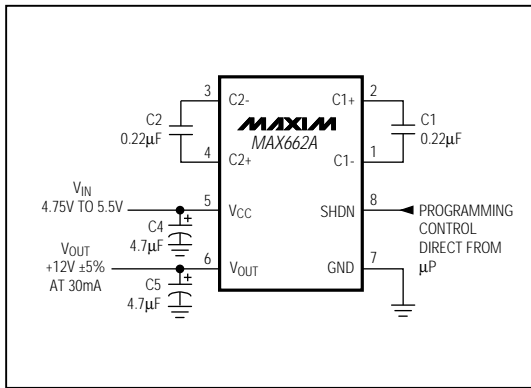 3
C2-
C1+
2
C2
0.22µF
MAXIM
MAX662A
C1
0.22µF
4
C2+
C1-
1
VIN
4.75V TO 5.5V
5
VCC
SHDN
8
PROGRAMMING
CONTROL
DIRECT FROM
µP
C4
4.7µF
+
VOUT
+12V ±5%
AT 30mA
6
VOUT
GND
7
C5
4.7µF
+